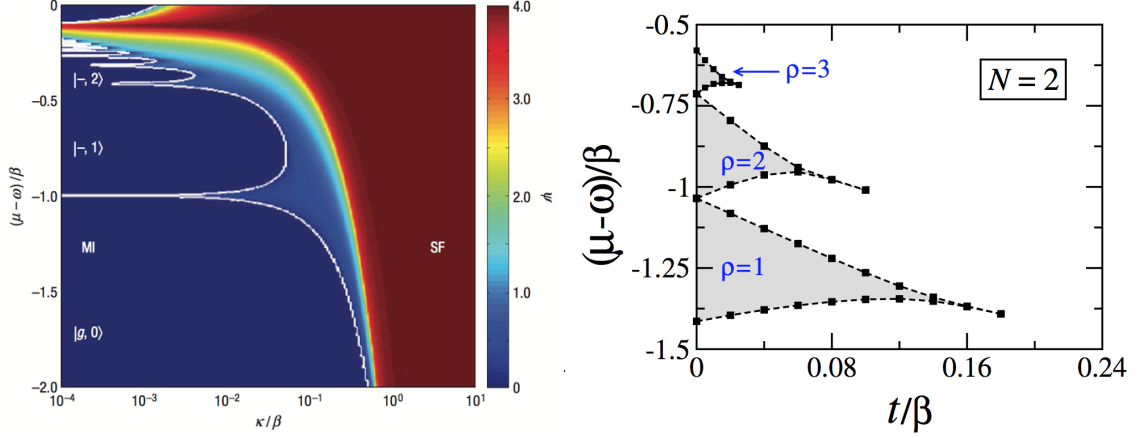 0
-0.5
-1.0
-1.5
-2.0
(μ – ω)/β
|–, 2⟩
|–, 1⟩
MI
SF
|g, 0⟩
10⁻⁴
10⁻³
10⁻²
10⁻¹
10⁰
10¹
κ/β
4.0
3.0
2.0
1.0
0
ψ
-0.5
-0.75
-1
-1.25
-1.5
(μ-ω)/β
ρ=3
N = 2
ρ=2
ρ=1
0
0.08
0.16
0.24
t/β